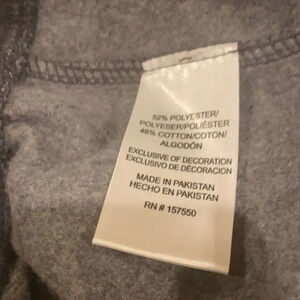 52% POLYESTER/
POLYESER/POLIÉSTER
48% COTTON/COTON/
ALGODÓN
EXCLUSIVE OF DECORATION
EXCLUSIVO DE DÉCORACION
MADE IN PAKISTAN
HECHO EN PAKISTAN
RN # 157550